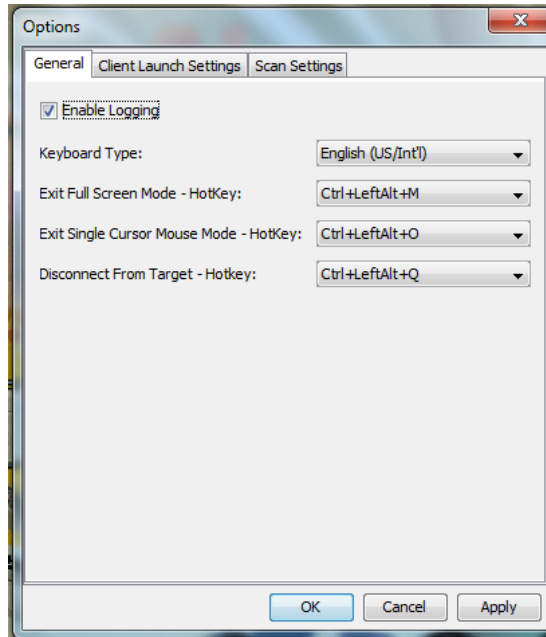 Options
General Client Launch Settings Scan Settings
Enable Logging
Keyboard Type: English (US/Int'l)
Exit Full Screen Mode - HotKey: Ctrl+LeftAlt+M
Exit Single Cursor Mouse Mode - HotKey: Ctrl+LeftAlt+O
Disconnect From Target - Hotkey: Ctrl+LeftAlt+Q
OK Cancel Apply